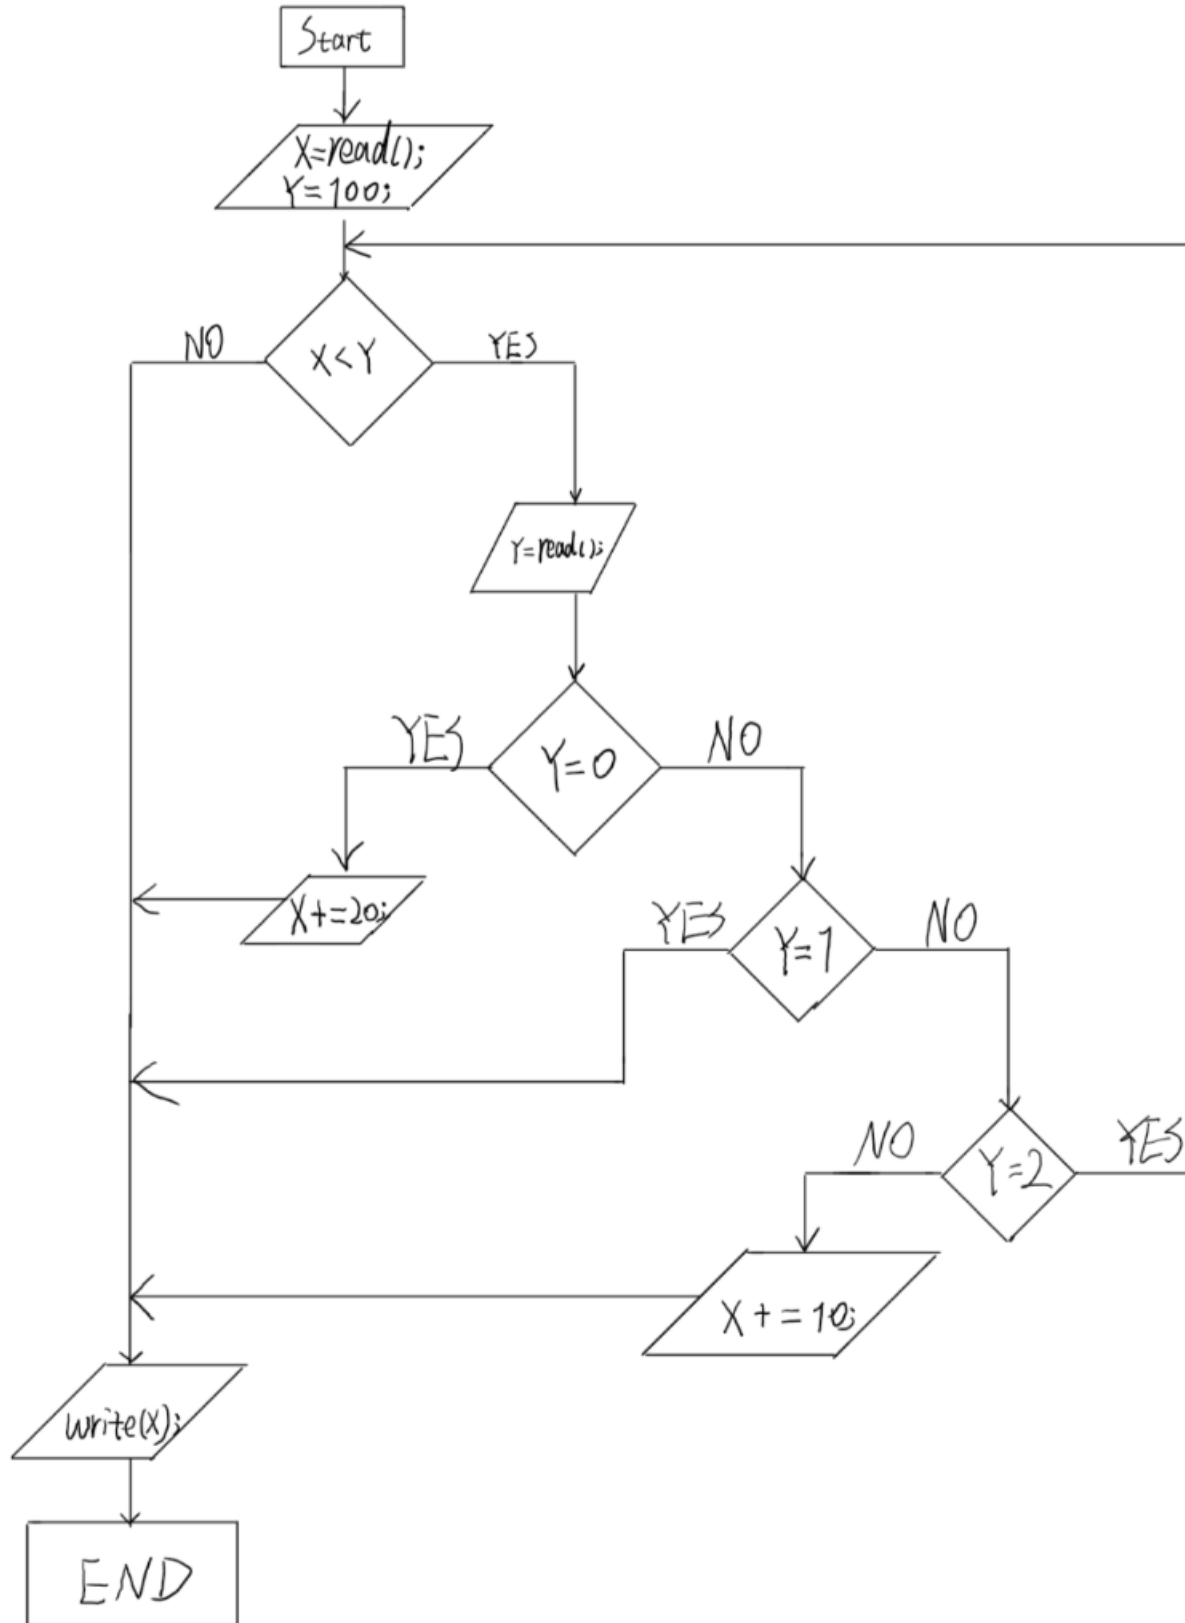 Start
X=read();
Y=100;
NO
X<Y
YES
Y=read();
YES
Y=0
NO
X+=20;
YES
Y=1
NO
NO
Y=2
YES
X+=10;
write(X);
END